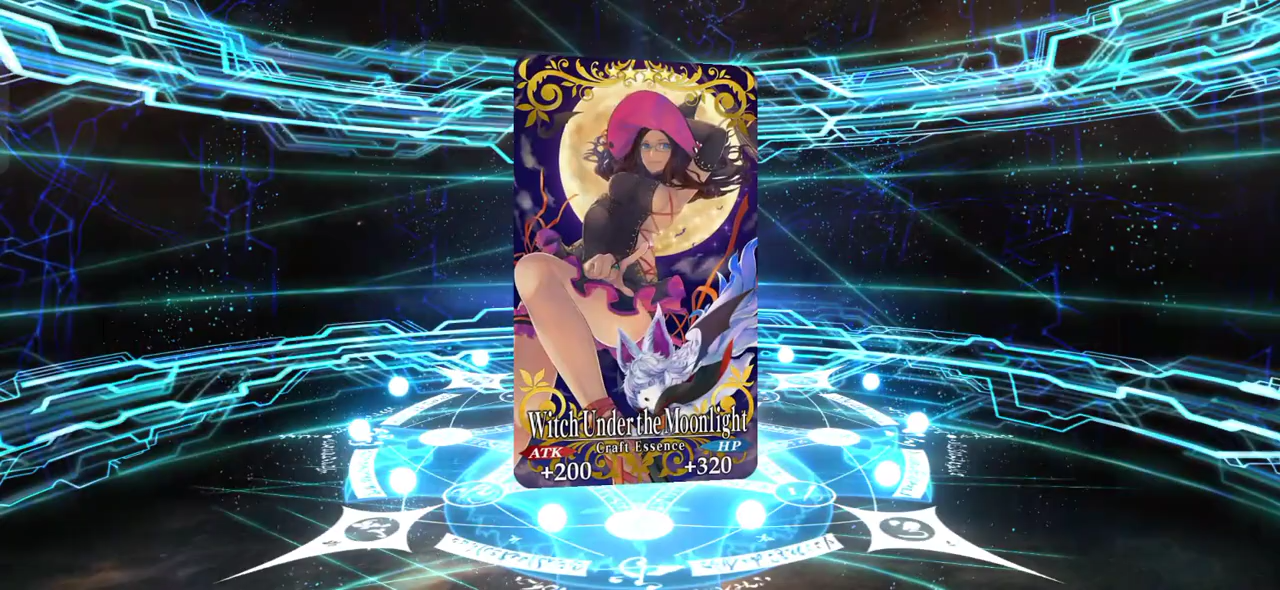 Witch Under the Moonlight
Craft Essence
ATK HP
+200 +320